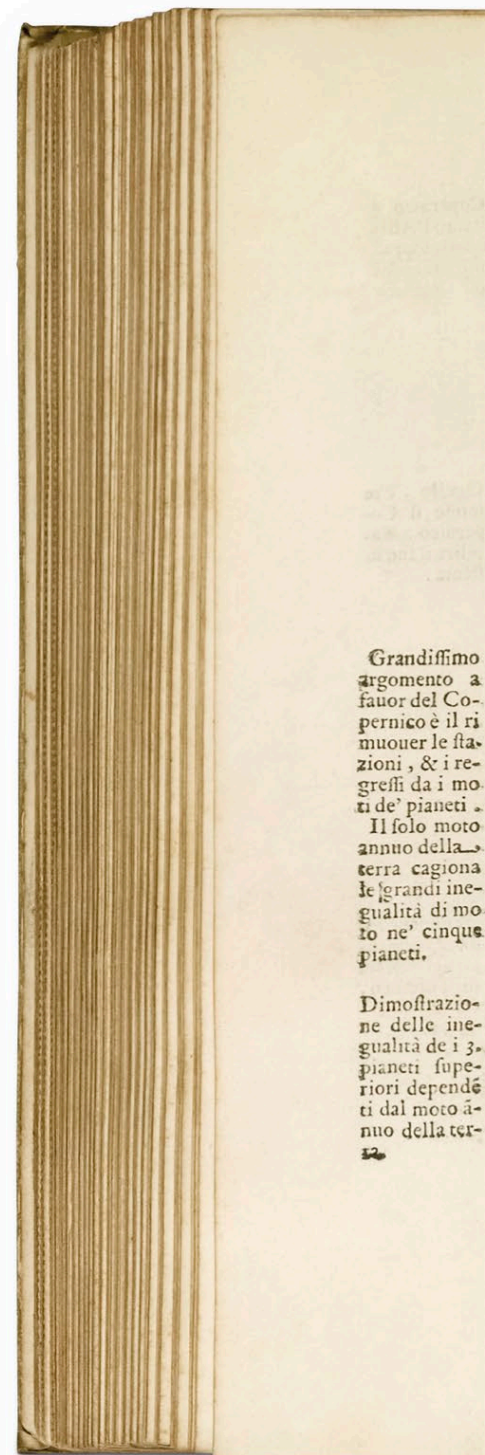 Grandiſſimo
argomento a
fauor del Co-
pernico è il ri
muouer le ſta-
zioni, & i re-
greſſi da i mo
ti de' pianeti.
Il ſolo moto
annuo della
terra cagiona
le grandi ine-
gualità di mo
to ne' cinque
pianeti.
Dimoſtrazio-
ne delle ine-
gualità de i 3.
pianeti ſupe-
riori dependẽ
ti dal moto ã-
nuo della ter-
ra.